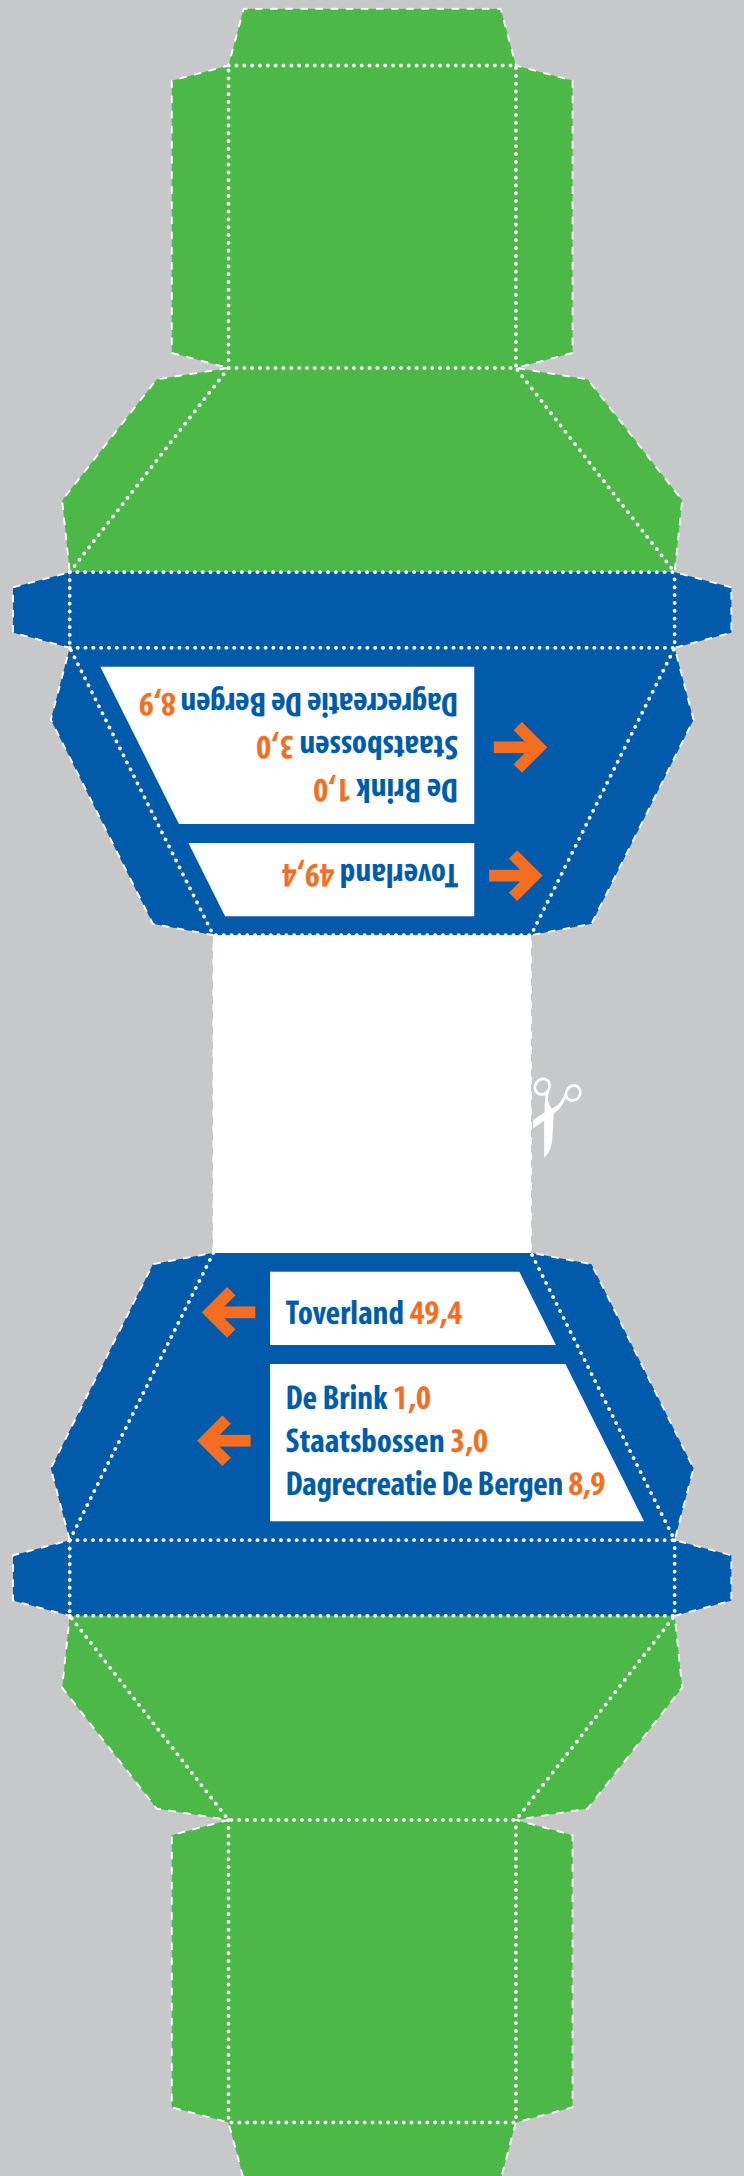 Dagrecreatie De Bergen 8,9
Staatsbossen 3,0
De Brink 1,0
Toverland 49,4
Toverland 49,4
De Brink 1,0
Staatsbossen 3,0
Dagrecreatie De Bergen 8,9